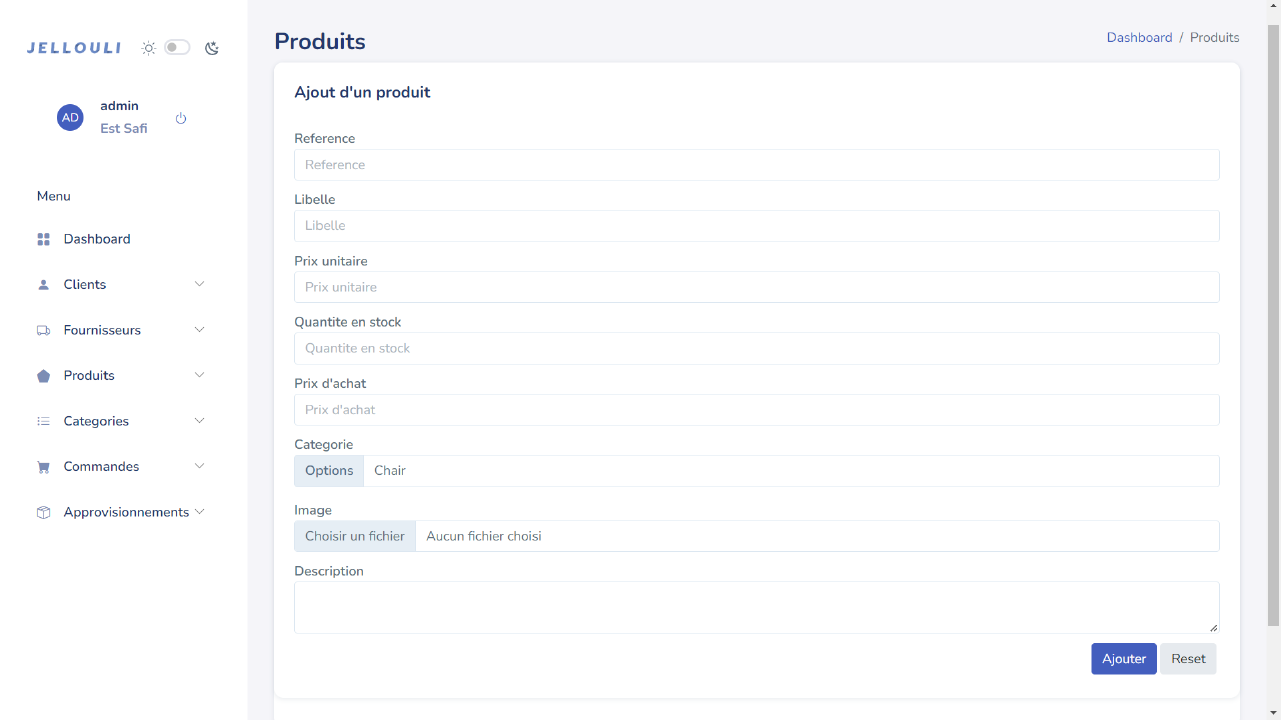 JELLOULI
AD
admin
Est Safi
Menu
Dashboard
Clients
Fournisseurs
Produits
Categories
Commandes
Approvisionnements
Produits
Dashboard / Produits
Ajout d'un produit
Reference
Reference
Libelle
Libelle
Prix unitaire
Prix unitaire
Quantite en stock
Quantite en stock
Prix d'achat
Prix d'achat
Categorie
Options Chair
Image
Choisir un fichier Aucun fichier choisi
Description
Ajouter Reset